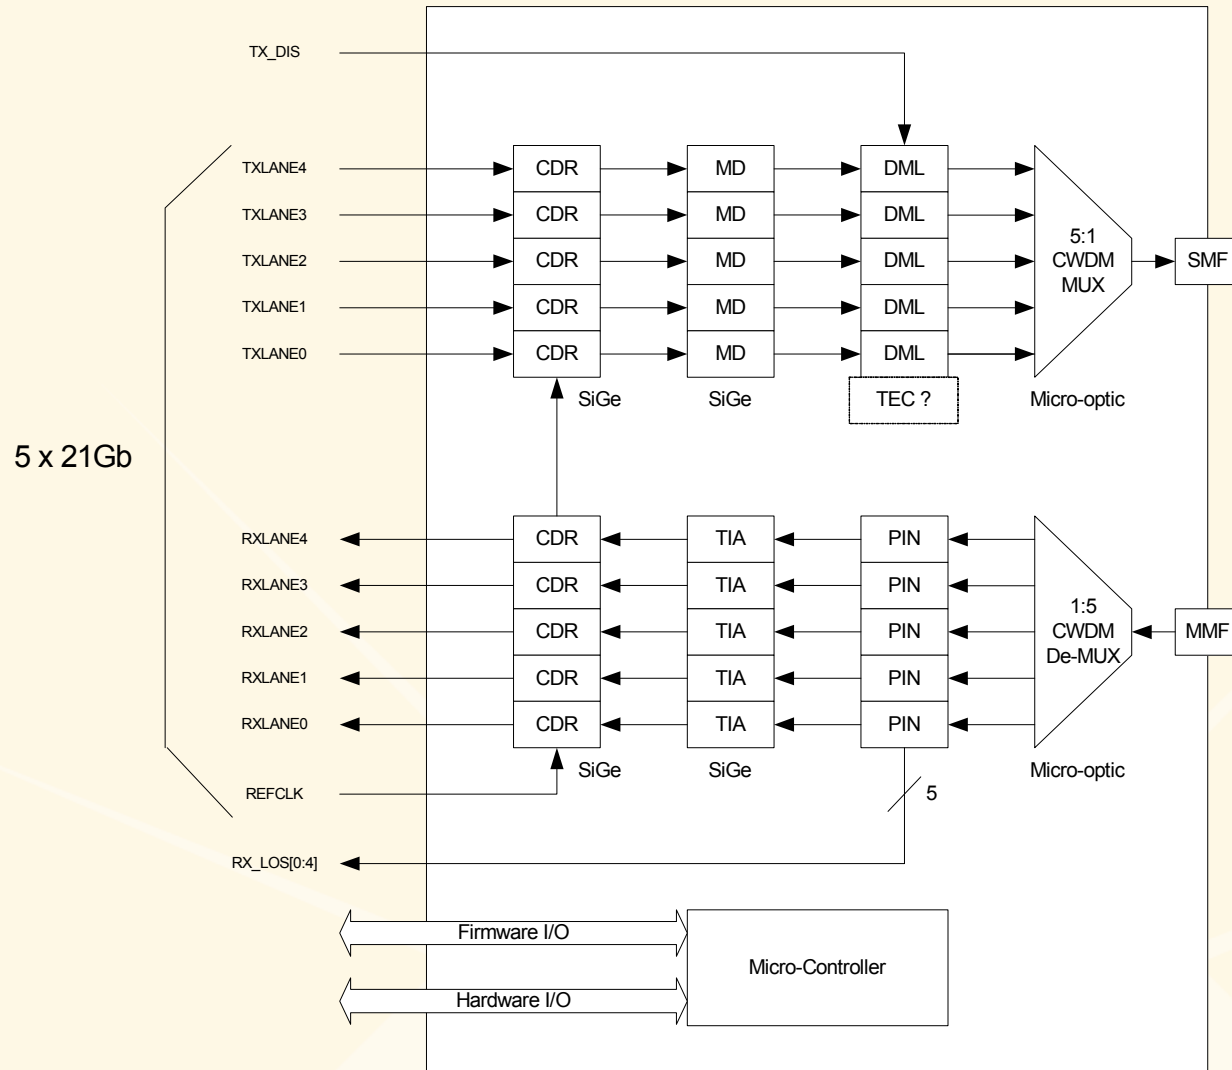 TX_DIS
TXLANE4 CDR MD DML
TXLANE3 CDR MD DML
TXLANE2 CDR MD DML
TXLANE1 CDR MD DML
TXLANE0 CDR MD DML
5:1
CWDM
MUX
SMF
SiGe SiGe TEC ? Micro-optic
5 x 21Gb
RXLANE4 CDR TIA PIN
RXLANE3 CDR TIA PIN
RXLANE2 CDR TIA PIN
RXLANE1 CDR TIA PIN
RXLANE0 CDR TIA PIN
1:5
CWDM
De-MUX
MMF
SiGe SiGe Micro-optic
REFCLK 5
RX_LOS[0:4]
Firmware I/O
Micro-Controller
Hardware I/O